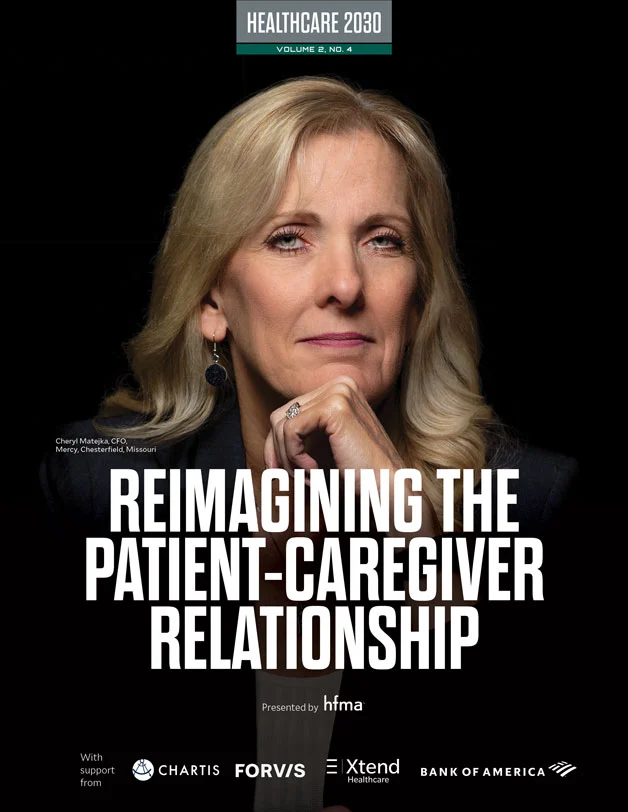 HEALTHCARE 2030
VOLUME 2, NO. 4
Cheryl Matejka, CFO,
Mercy, Chesterfield, Missouri
REIMAGINING THE
PATIENT-CAREGIVER
RELATIONSHIP
Presented by hfma
With
support
from
CHARTIS
FORV/S
Xtend
Healthcare
BANK OF AMERICA